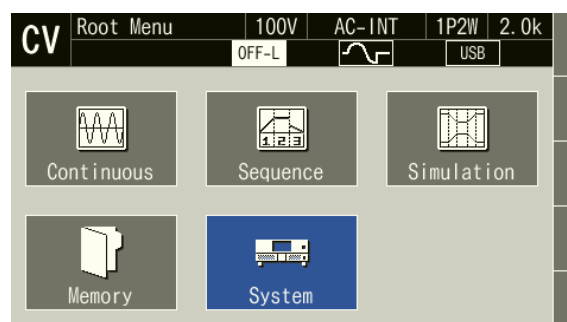 CV Root Menu 100V AC-INT 1P2W 2.0k
OFF-L USB
1 2 3
Continuous Sequence Simulation
Memory System